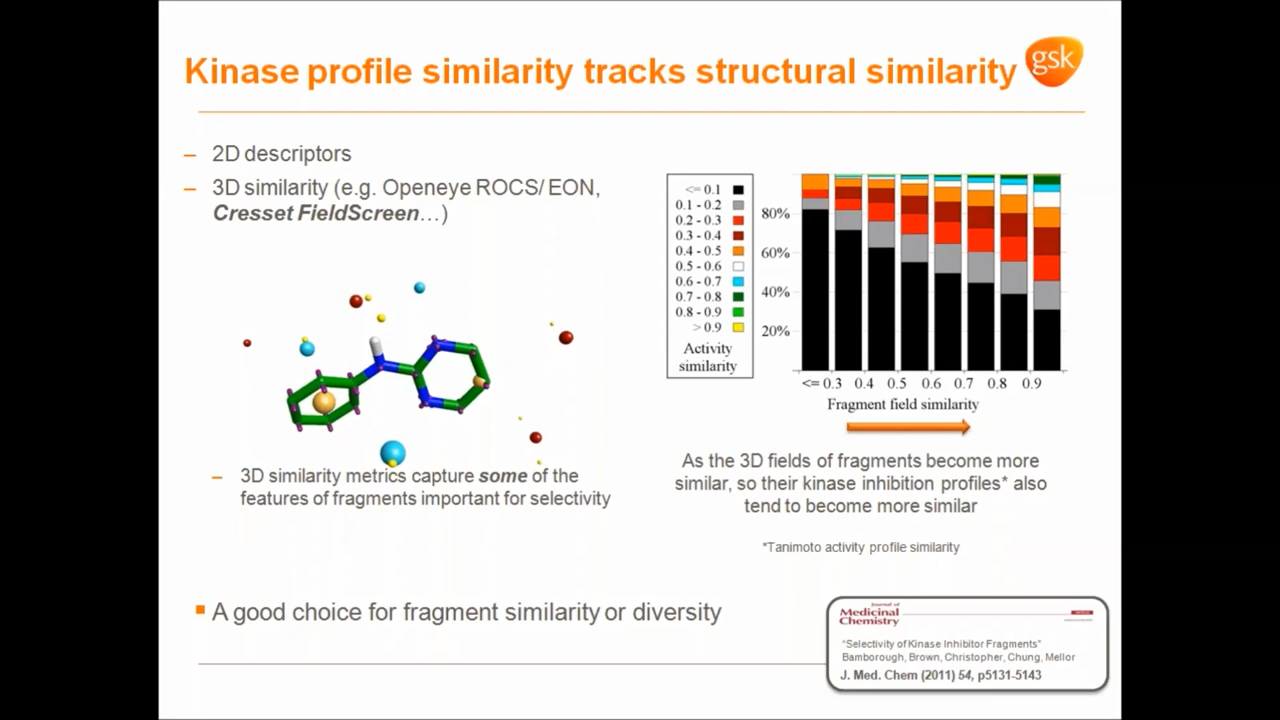 Kinase profile similarity tracks structural similarity
gsk
– 2D descriptors
– 3D similarity (e.g. Openeye ROCS/ EON,
Cresset FieldScreen…)
– 3D similarity metrics capture some of the
features of fragments important for selectivity
<= 0.1
0.1 - 0.2
0.2 - 0.3
0.3 - 0.4
0.4 - 0.5
0.5 - 0.6
0.6 - 0.7
0.7 - 0.8
0.8 - 0.9
> 0.9
Activity
similarity
80%
60%
40%
20%
<= 0.3 0.4 0.5 0.6 0.7 0.8 0.9
Fragment field similarity
As the 3D fields of fragments become more
similar, so their kinase inhibition profiles* also
tend to become more similar
*Tanimoto activity profile similarity
▪ A good choice for fragment similarity or diversity
Journal of
Medicinal
Chemistry
“Selectivity of Kinase Inhibitor Fragments”
Bamborough, Brown, Christopher, Chung, Mellor
J. Med. Chem (2011) 54, p5131-5143